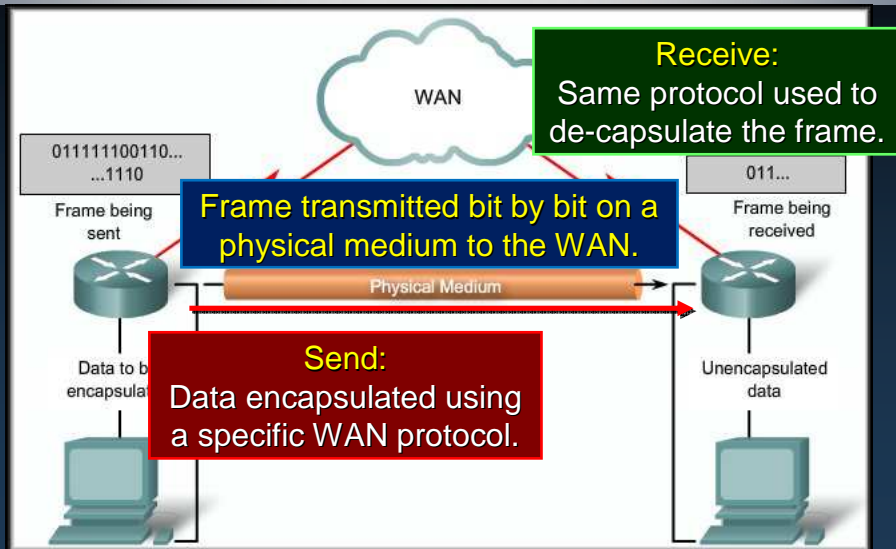 WAN
Receive:
Same protocol used to
de-capsulate the frame.
011111100110...
...1110
Frame being
sent
Frame transmitted bit by bit on a
physical medium to the WAN.
011...
Frame being
received
Physical Medium
Data to b
encapsulat
Send:
Data encapsulated using
a specific WAN protocol.
Unencapsulated
data